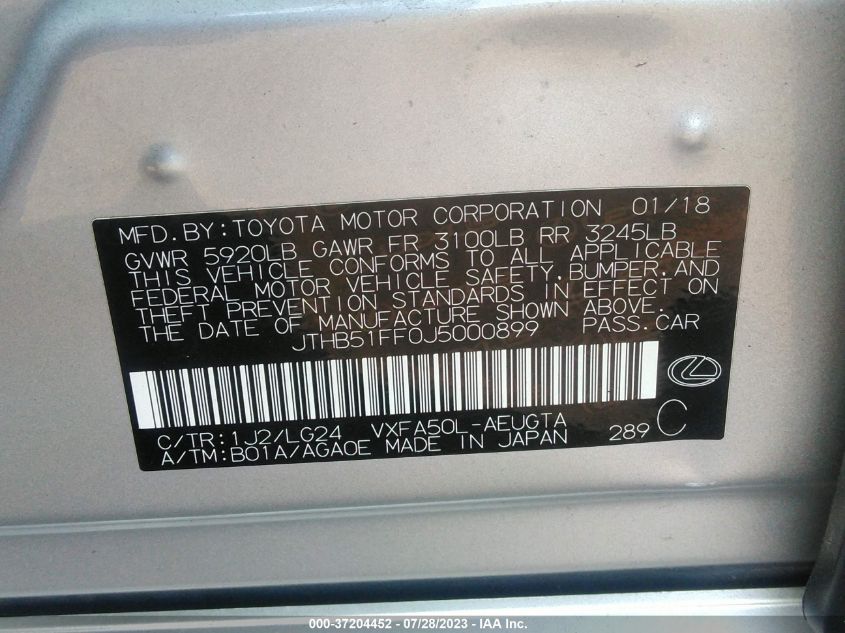 MFD.BY:TOYOTA MOTOR CORPORATION 01/18
GVWR 5920LB GAWR FR 3100LB RR 3245LB
THIS VEHICLE CONFORMS TO ALL APPLICABLE
FEDERAL MOTOR VEHICLE SAFETY,BUMPER,AND
THEFT PREVENTION STANDARDS IN EFFECT ON
THE DATE OF MANUFACTURE SHOWN ABOVE.
JTHB51FF0J5000899 PASS.CAR
C/TR:1J2/LG24 VXFA50L-AEUGTA
A/TM:B01A/AGA0E MADE IN JAPAN 289 C
000-37204452 / 07/28/2023 - IAA Inc.